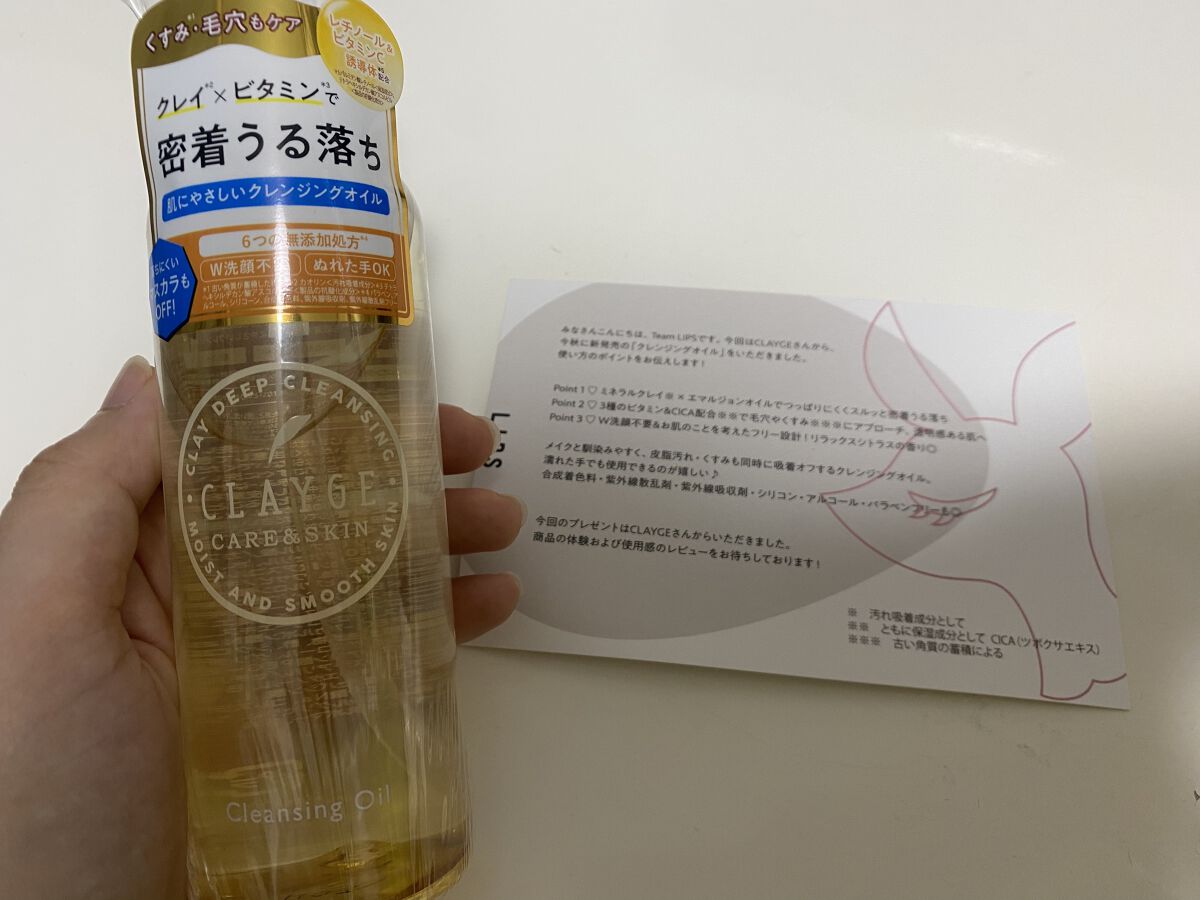 くすみ*1・毛穴もケア
レチノール&
ビタミンC
誘導体*5配合
クレイ*2×ビタミン*3で
密着うる落ち
肌にやさしいクレンジングオイル
6つの無添加処方*4
W洗顔不
ぬれた手OK
ちにくい
スカラも
OFF!
CLAY DEEP CLEANSING
CLAYGE
CARE&SKIN
MOIST AND SMOOTH SKIN
Cleansing Oil
LIPS
みなさんこんにちは、Team LIPSです。今回はCLAYGEさんから、
今秋に新発売の「クレンジングオイル」をいただきました。
使い方のポイントをお伝えします!
Point 1♡ミネラルクレイ※×エマルジョンオイルでつっぱりにくくスルッと密着うる落ち
Point 2♡3種のビタミン&CICA配合※※で毛穴やくすみ※※※にアプローチ、透明感ある肌へ
Point 3♡W洗顔不要&お肌のことを考えたフリー設計!リラックスシトラスの香り◎
メイクと馴染みやすく、皮脂汚れ・くすみも同時に吸着オフするクレンジングオイル。
濡れた手でも使用できるのが嬉しい♪
合成着色料・紫外線散乱剤・紫外線吸収剤・シリコン・アルコール・パラベンフリーも◎
今回のプレゼントはCLAYGEさんからいただきました。
商品の体験および使用感のレビューをお待ちしております!
※ 汚れ吸着成分として
※※ ともに保湿成分として CICA(ツボクサエキス)
※※※ 古い角質の蓄積による